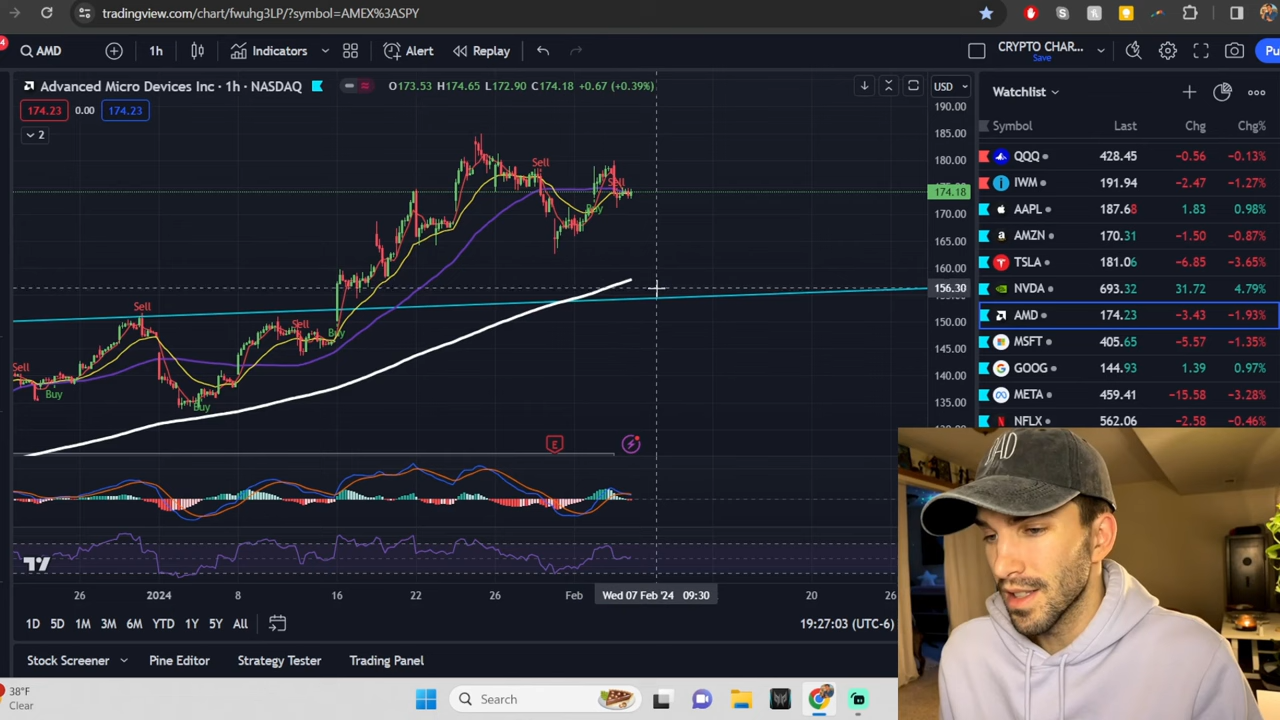 tradingview.com/chart/fwuhg3LP/?symbol=AMEX%3ASPY
AMD 1h Indicators Alert Replay CRYPTO CHAR... Save Pu
Advanced Micro Devices Inc · 1h · NASDAQ O173.53 H174.65 L172.90 C174.18 +0.67 (+0.39%) USD
174.23 0.00 174.23
2
190.00
185.00
180.00
174.18
170.00
165.00
160.00
156.30
150.00
145.00
140.00
135.00
Sell
Sell
Sell
Sell
Sell
Buy
Buy
Buy
Buy
E
26 2024 8 16 22 26 Feb Wed 07 Feb '24 09:30 20 26
1D 5D 1M 3M 6M YTD 1Y 5Y All 19:27:03 (UTC-6)
Stock Screener Pine Editor Strategy Tester Trading Panel
Watchlist
Symbol Last Chg Chg%
QQQ 428.45 −0.56 −0.13%
IWM 191.94 −2.47 −1.27%
AAPL 187.68 1.83 0.98%
AMZN 170.31 −1.50 −0.87%
TSLA 181.06 −6.85 −3.65%
NVDA 693.32 31.72 4.79%
AMD 174.23 −3.43 −1.93%
MSFT 405.65 −5.57 −1.35%
GOOG 144.93 1.39 0.97%
META 459.41 −15.58 −3.28%
NFLX 562.06 −2.58 −0.46%
38°F
Clear
Search